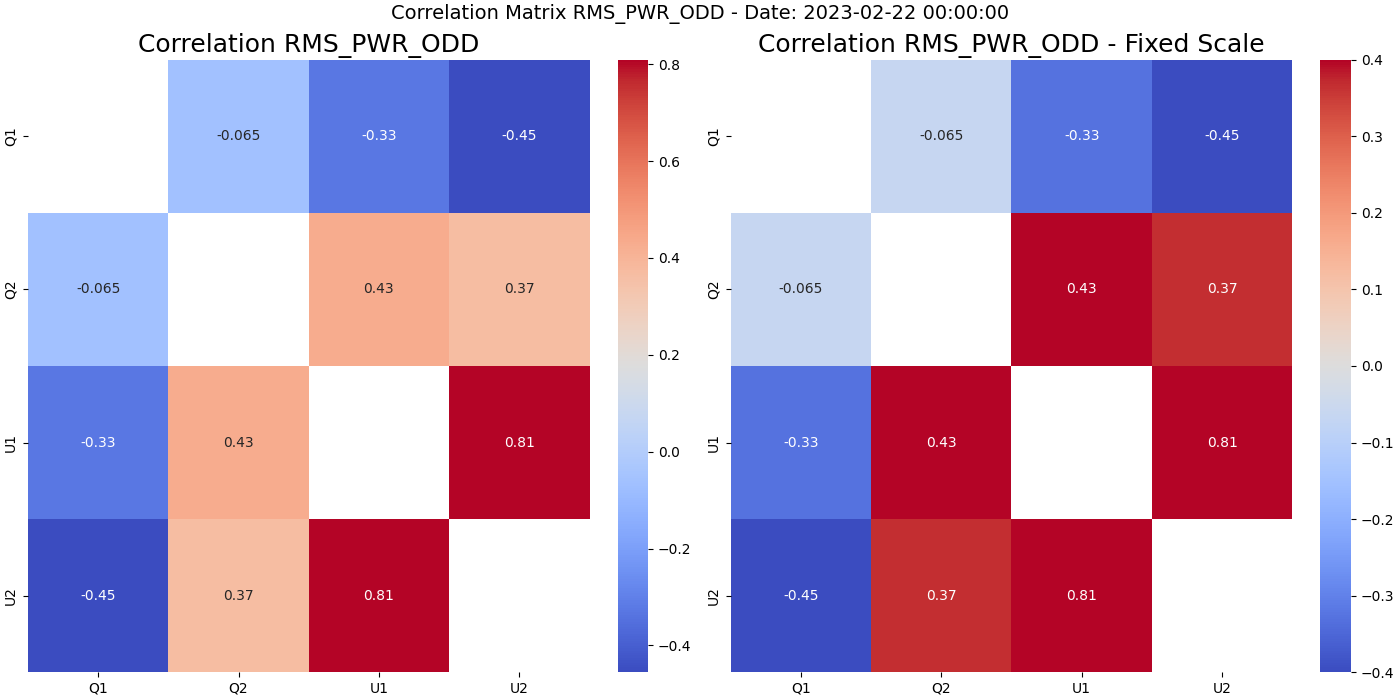 Correlation Matrix RMS_PWR_ODD - Date: 2023-02-22 00:00:00
Correlation RMS_PWR_ODD
Q1
-0.065
-0.33
-0.45
Q2
-0.065
0.43
0.37
U1
-0.33
0.43
0.81
U2
-0.45
0.37
0.81
Q1
Q2
U1
U2
0.8
0.6
0.4
0.2
0.0
−0.2
−0.4
Correlation RMS_PWR_ODD - Fixed Scale
Q1
-0.065
-0.33
-0.45
Q2
-0.065
0.43
0.37
U1
-0.33
0.43
0.81
U2
-0.45
0.37
0.81
Q1
Q2
U1
U2
0.4
0.3
0.2
0.1
0.0
−0.1
−0.2
−0.3
−0.4